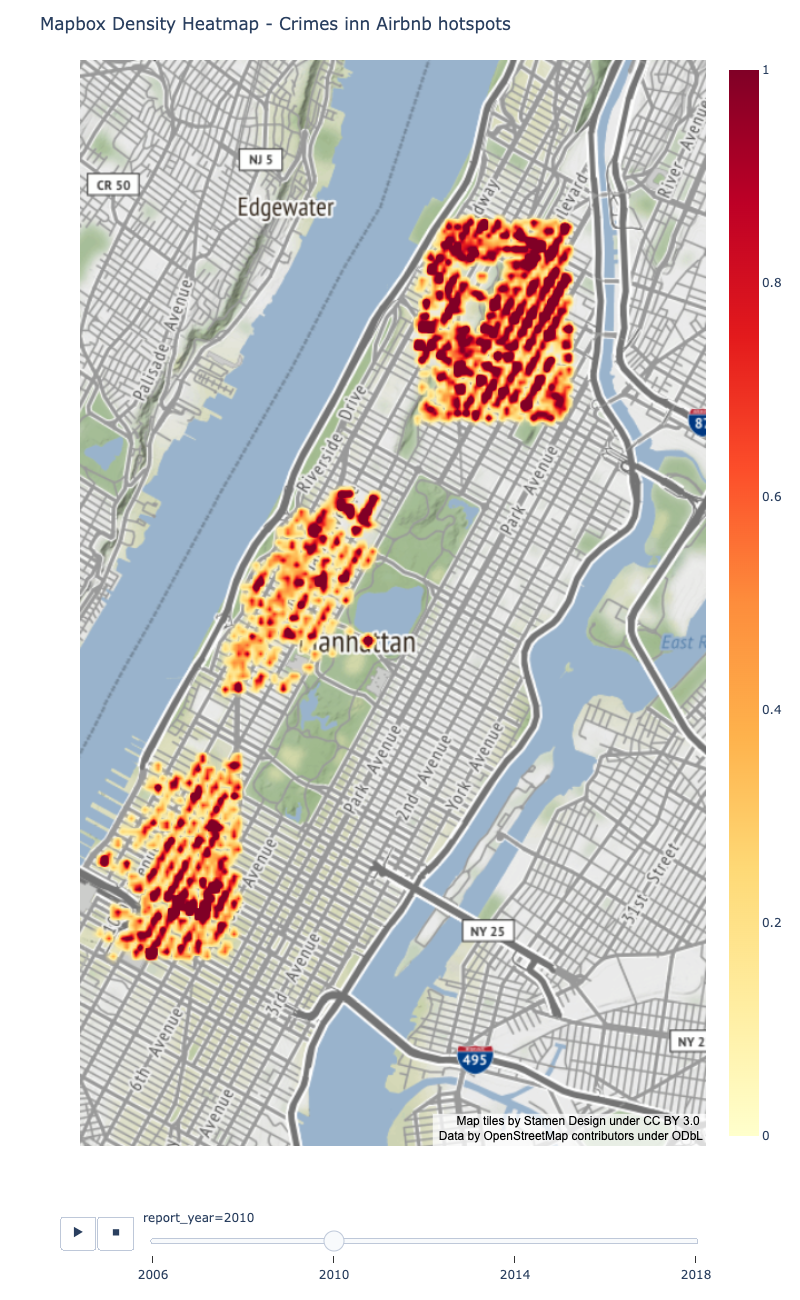 Mapbox Density Heatmap - Crimes inn Airbnb hotspots
1
NJ 5
CR 50
Edgewater
River Avenue
0.8
Palisade Avenue
Riverside Drive
87
Park Avenue
0.6
East R
anhattan
0.4
Park Avenue
2nd Avenue
York Avenue
Avenue
31st Street
0.2
NY 25
3rd Avenue
6th Avenue
495
NY 2
Avenue
Map tiles by Stamen Design under CC BY 3.0
Data by OpenStreetMap contributors under ODbL
0
report_year=2010
2006
2010
2014
2018